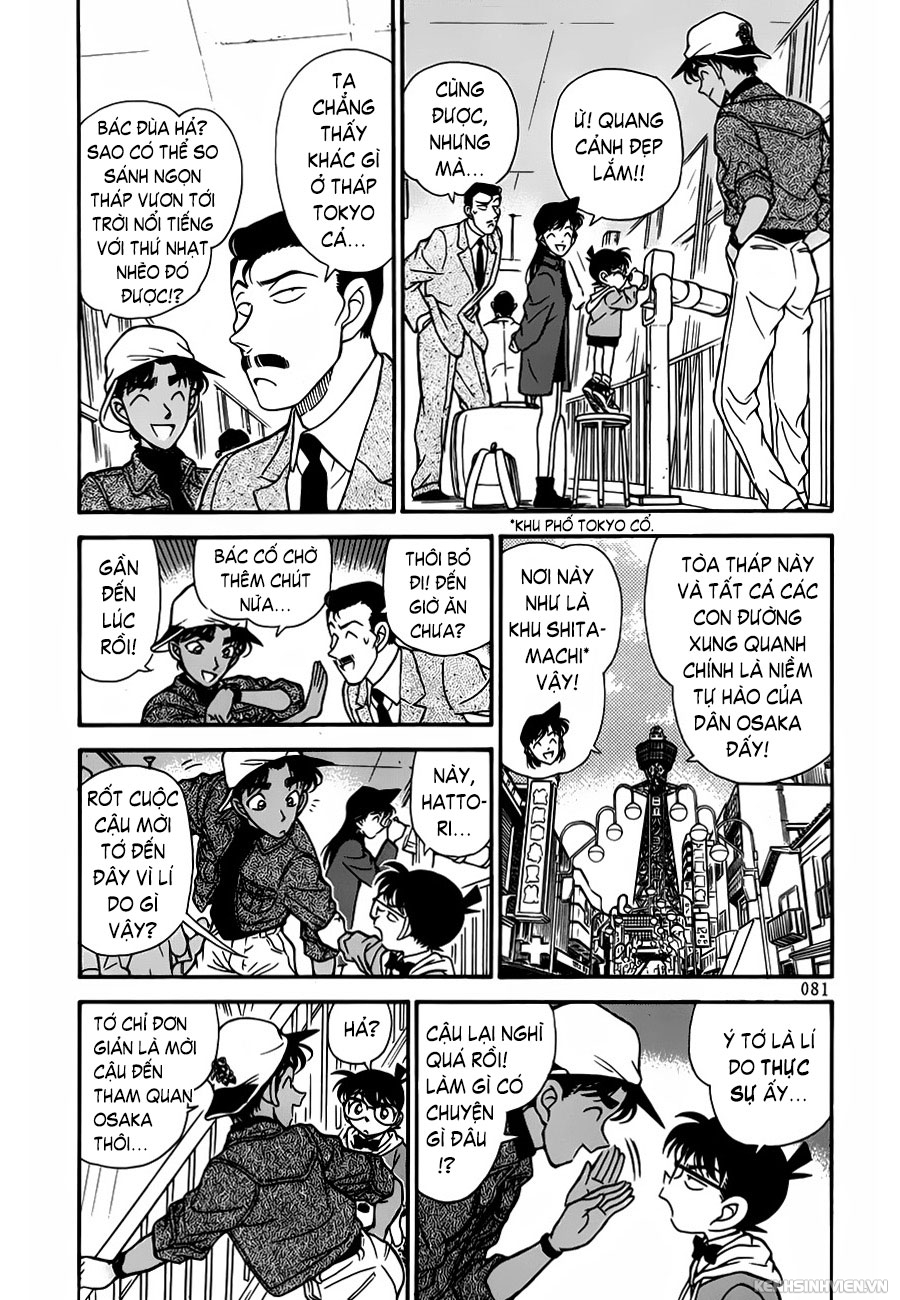 Ừ! QUANG
CẢNH ĐẸP
LẮM!!
CŨNG
ĐƯỢC,
NHƯNG
MÀ...
TA
CHẲNG
THẤY
KHÁC GÌ
Ở THÁP
TOKYO
CẢ...
BÁC ĐÙA HẢ?
SAO CÓ THỂ SO
SÁNH NGỌN
THÁP VƯƠN TỚI
TRỜI NỔI TIẾNG
VỚI THỨ NHẠT
NHẼO ĐÓ
ĐƯỢC!?
*KHU PHỐ TOKYO CỔ.
TÒA THÁP NÀY
VÀ TẤT CẢ CÁC
CON ĐƯỜNG
XUNG QUANH
CHÍNH LÀ NIỀM
TỰ HÀO CỦA
DÂN OSAKA
ĐẤY!
NƠI NÀY
NHƯ LÀ
KHU SHITA-
MACHI*
VẬY!
THÔI BỎ
ĐI! ĐẾN
GIỜ ĂN
CHƯA?
BÁC CỐ CHỜ
THÊM CHÚT
NỮA...
GẦN
ĐẾN
LÚC
RỒI!
NÀY,
HATTO-
RI...
RỐT CUỘC
CẬU MỜI
TỚ ĐẾN
ĐÂY VÌ LÍ
DO GÌ
VẬY?
081
Ý TỚ LÀ LÍ
DO THỰC
SỰ ẤY...
CẬU LẠI NGHĨ
QUÁ RỒI!
LÀM GÌ CÓ
CHUYỆN
GÌ ĐÂU
!?
HẢ?
TỚ CHỈ ĐƠN
GIẢN LÀ MỜI
CẬU ĐẾN
THAM QUAN
OSAKA
THÔI...
KENHSINHVIEN.VN